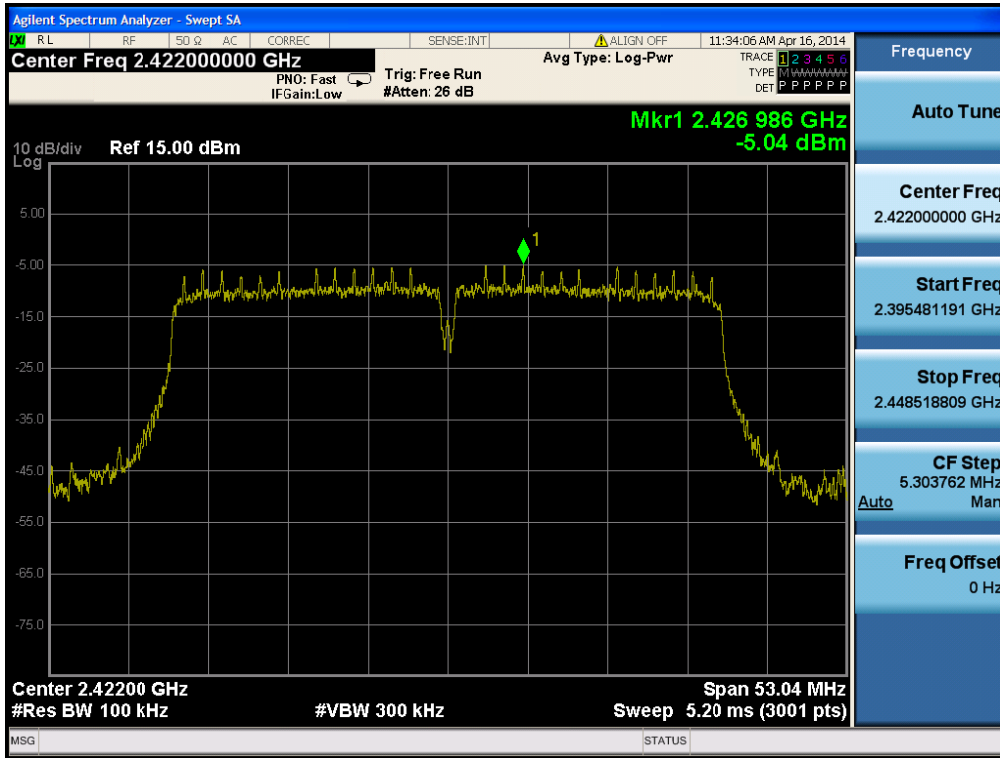 Agilent Spectrum Analyzer - Swept SA
LXI RL RF 50 Ω AC CORREC SENSE:INT ALIGN OFF 11:34:06 AM Apr 16, 2014
Center Freq 2.422000000 GHz
PNO: Fast
IFGain:Low
Trig: Free Run
#Atten: 26 dB
Avg Type: Log-Pwr
TRACE 1 2 3 4 5 6
TYPE M
DET P P P P P P
Mkr1 2.426 986 GHz
-5.04 dBm
10 dB/div Ref 15.00 dBm
Log
5.00
-5.00
-15.0
-25.0
-35.0
-45.0
-55.0
-65.0
-75.0
1
Center 2.42200 GHz Span 53.04 MHz
#Res BW 100 kHz #VBW 300 kHz Sweep 5.20 ms (3001 pts)
MSG STATUS
Frequency
Auto Tune
Center Freq
2.422000000 GHz
Start Freq
2.395481191 GHz
Stop Freq
2.448518809 GHz
CF Step
5.303762 MHz
Auto Man
Freq Offset
0 Hz